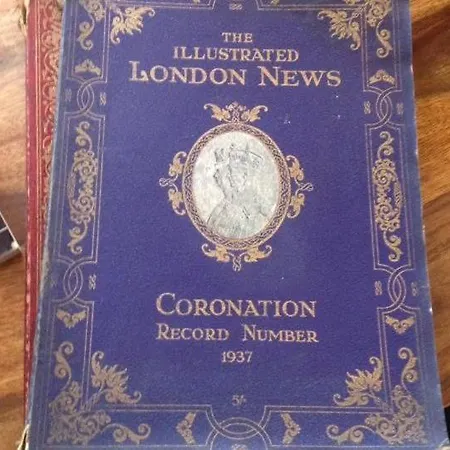 THE
ILLUSTRATED
LONDON NEWS
CORONATION
RECORD NUMBER
1937
5/-